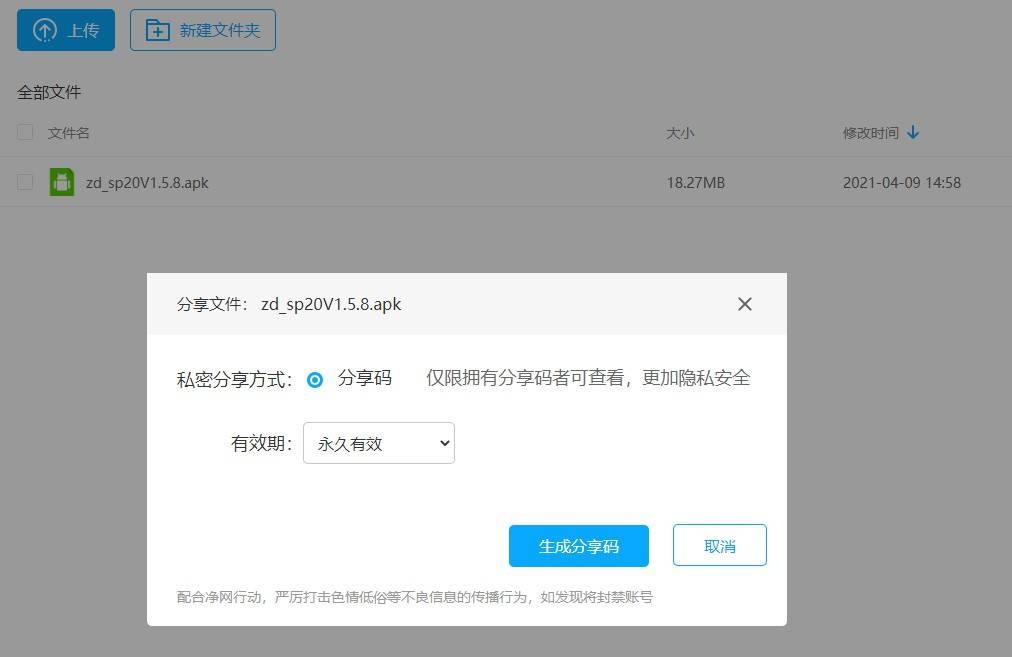 上传 新建文件夹
全部文件
文件名 大小 修改时间
zd_sp20V1.5.8.apk 18.27MB 2021-04-09 14:58
分享文件： zd_sp20V1.5.8.apk
私密分享方式： 分享码 仅限拥有分享码者可查看，更加隐私安全
有效期： 永久有效
生成分享码 取消
配合净网行动，严厉打击色情低俗等不良信息的传播行为，如发现将封禁账号